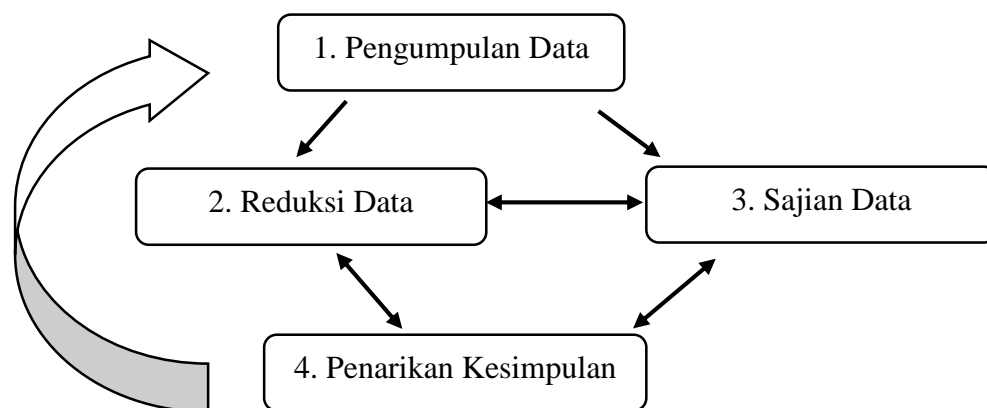 1. Pengumpulan Data
2. Reduksi Data
3. Sajian Data
4. Penarikan Kesimpulan